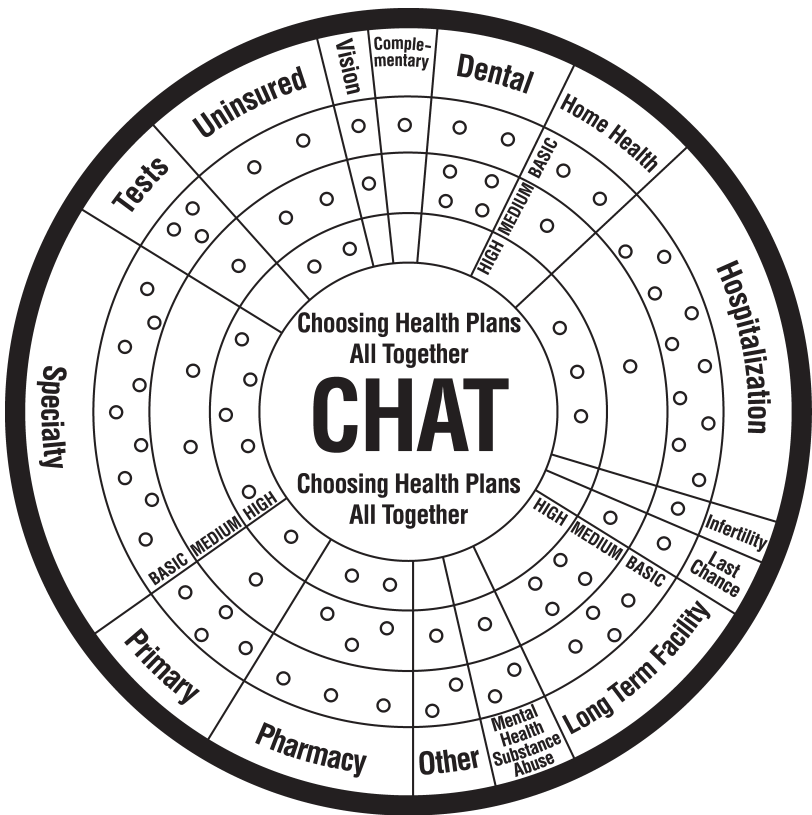 Vision
Comple-
mentary
Dental
Home Health
Hospitalization
Infertility
Last
Chance
Long Term Facility
Mental
Health
Substance
Abuse
Other
Pharmacy
Primary
Specialty
Tests
Uninsured
BASIC
MEDIUM
HIGH
Choosing Health Plans
All Together
CHAT
Choosing Health Plans
All Together
HIGH
MEDIUM
BASIC
BASIC
MEDIUM
HIGH